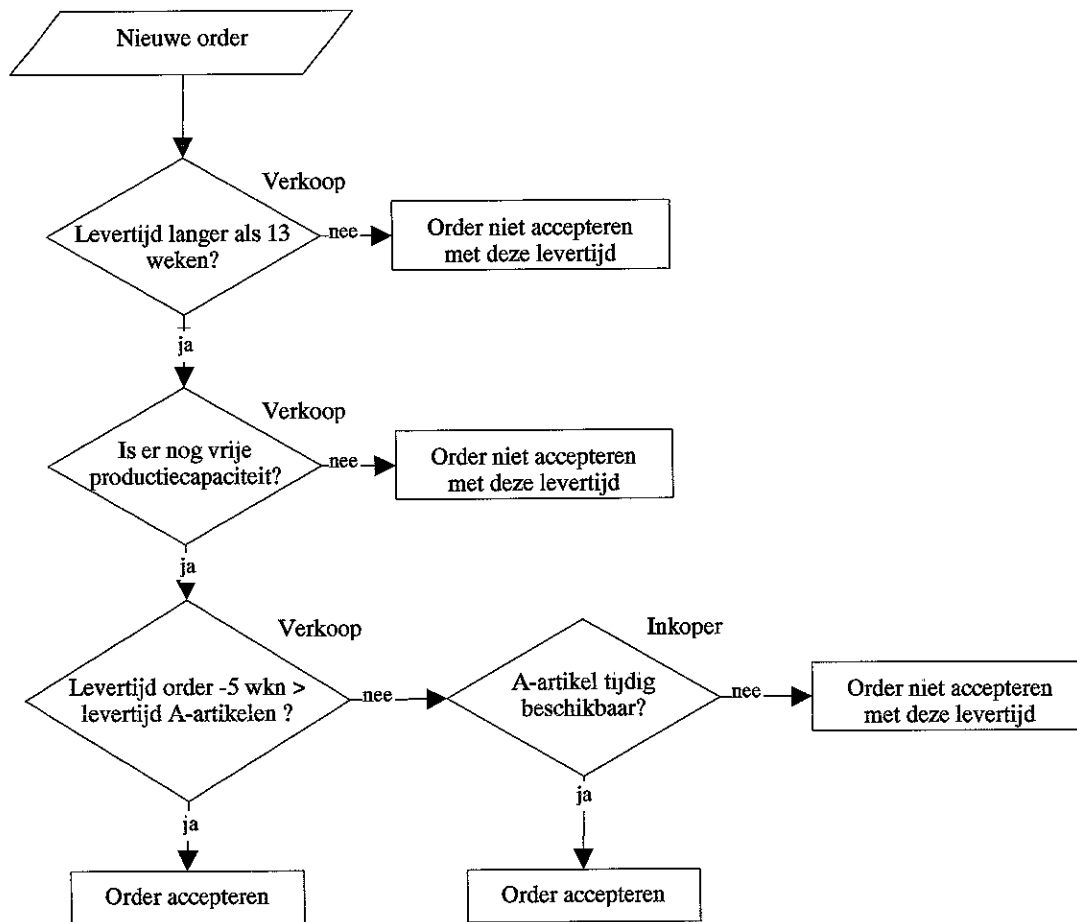 Nieuwe order
Verkoop
Levertijd langer als 13
weken?
nee
Order niet accepteren
met deze levertijd
ja
Verkoop
Is er nog vrije
productiecapaciteit?
nee
Order niet accepteren
met deze levertijd
ja
Verkoop
Levertijd order -5 wkn >
levertijd A-artikelen ?
nee
Inkoper
A-artikel tijdig
beschikbaar?
nee
Order niet accepteren
met deze levertijd
ja
Order accepteren
ja
Order accepteren